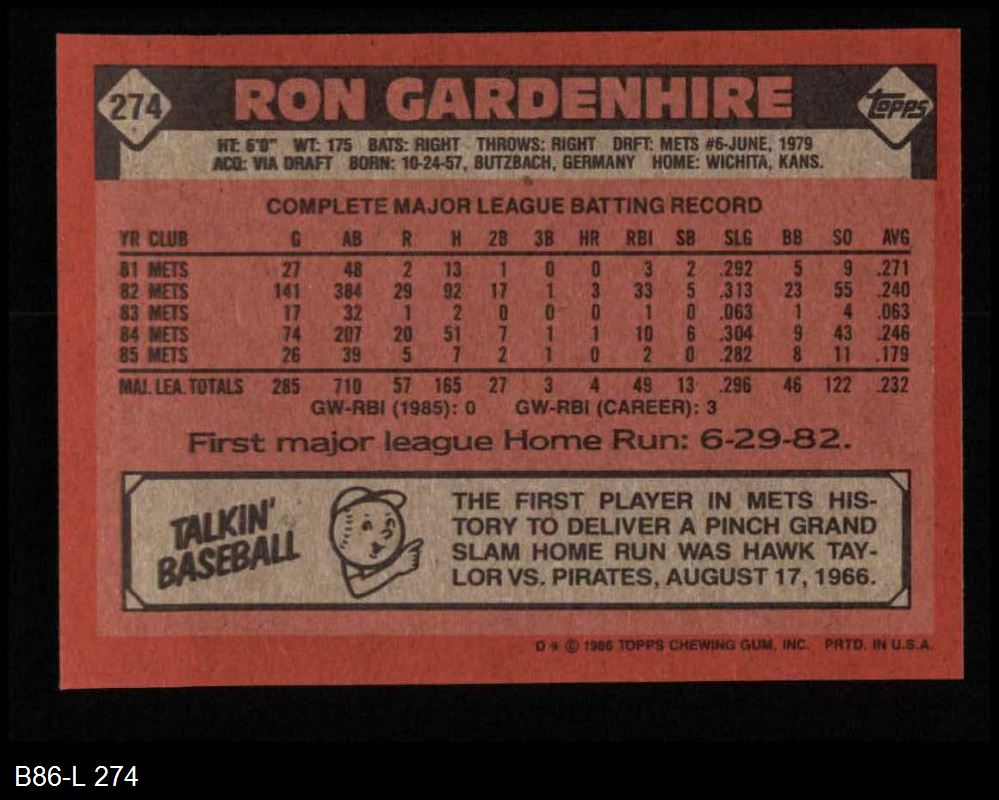 274 RON GARDENHIRE TOPPS
HT: 6'0" WT: 175 BATS: RIGHT THROWS: RIGHT DRFT: METS #6-JUNE, 1979
ACQ: VIA DRAFT BORN: 10-24-57, BUTZBACH, GERMANY HOME: WICHITA, KANS.
COMPLETE MAJOR LEAGUE BATTING RECORD
YR CLUB G AB R H 2B 3B HR RBI SB SLG BB SO AVG
81 METS 27 48 2 13 1 0 0 3 2 .292 5 9 .271
82 METS 141 384 29 92 17 1 3 33 5 .313 23 55 .240
83 METS 17 32 1 2 0 0 0 1 0 .063 1 4 .063
84 METS 74 207 20 51 7 1 1 10 6 .304 9 43 .246
85 METS 26 39 5 7 2 1 0 2 0 .282 8 11 .179
MAJ. LEA. TOTALS 285 710 57 165 27 3 4 49 13 .296 46 122 .232
GW-RBI (1985): 0 GW-RBI (CAREER): 3
First major league Home Run: 6-29-82.
TALKIN'
BASEBALL
THE FIRST PLAYER IN METS HIS-
TORY TO DELIVER A PINCH GRAND
SLAM HOME RUN WAS HAWK TAY-
LOR VS. PIRATES, AUGUST 17, 1966.
D * © 1986 TOPPS CHEWING GUM, INC. PRTD. IN U.S.A.
B86-L 274